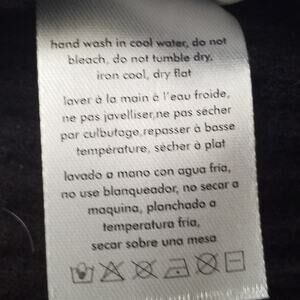 hand wash in cool water, do not
bleach, do not tumble dry,
iron cool, dry flat
laver à la main à l'eau froide,
ne pas javelliser,ne pas sécher
par culbutage,repasser à basse
température, sécher à plat
lavado a mano con agua fria,
no use blanqueador, no secar a
maquina, planchado a
temperatura fria,
secar sobre una mesa